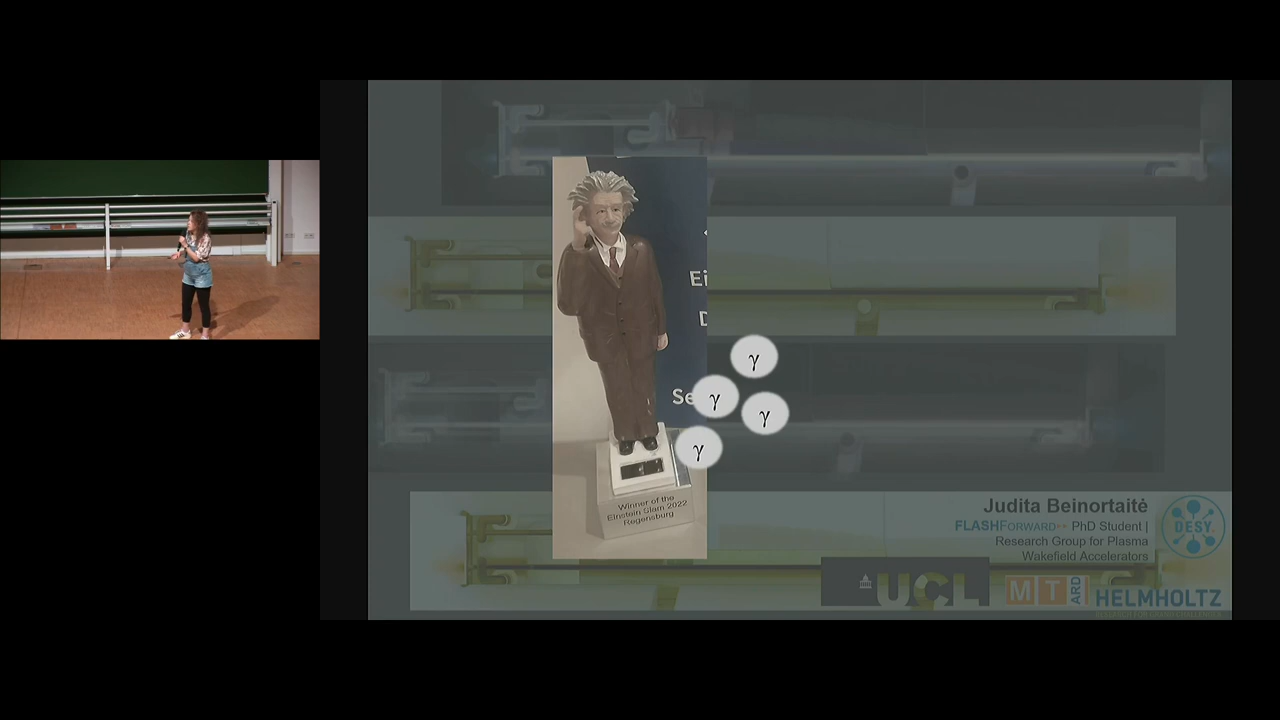 Ei
D
Se
γ
γ
γ
γ
Winner of the
Einstein Slam 2022
Regensburg
Judita Beinortaitė
FLASHFORWARD▸▸ PhD Student |
Research Group for Plasma
Wakefield Accelerators
DESY.
UCL
MT
ARD
HELMHOLTZ